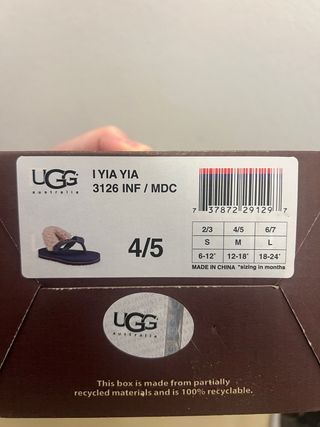 UGG
australia
I YIA YIA
3126 INF / MDC
4/5
7 37872 29129 7
2/3 4/5 6/7
S M L
6-12* 12-18* 18-24*
MADE IN CHINA *sizing in months
UGG
australia
This box is made from partially
recycled materials and is 100% recyclable.